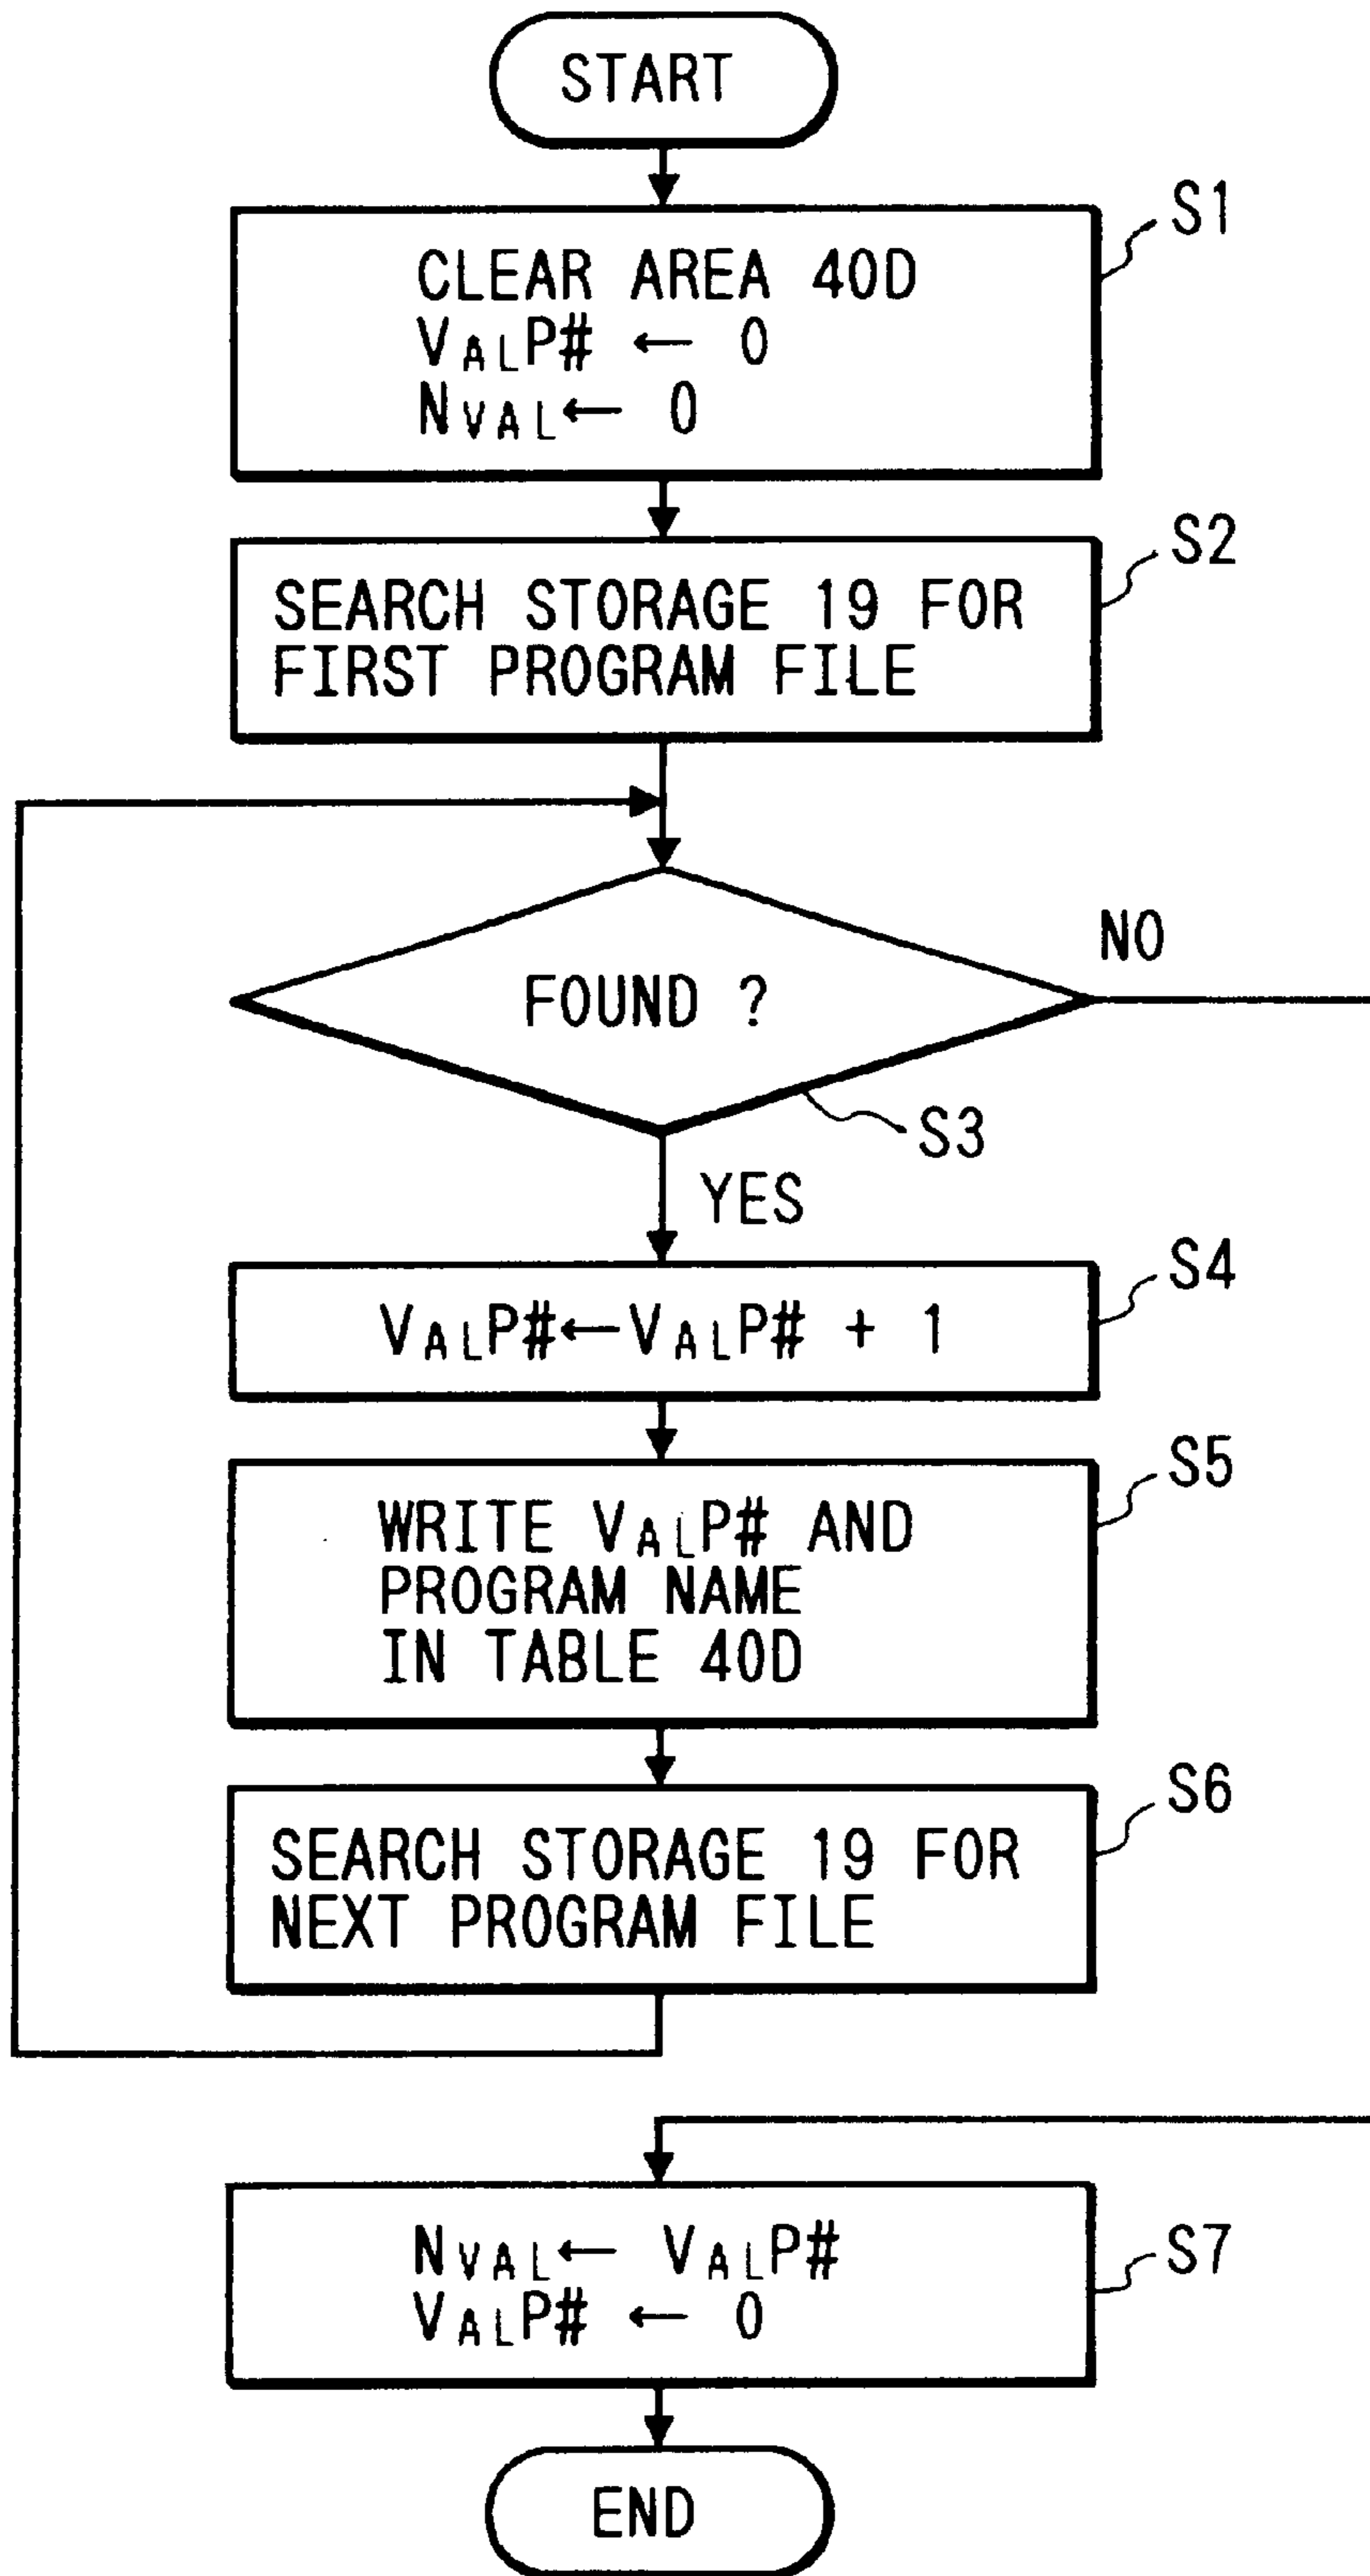 START
S1
CLEAR AREA 40D
VALP# ← 0
NVAL← 0
S2
SEARCH STORAGE 19 FOR
FIRST PROGRAM FILE
NO
FOUND ?
S3
YES
S4
VALP#←VALP# + 1
S5
WRITE VALP# AND
PROGRAM NAME
IN TABLE 40D
S6
SEARCH STORAGE 19 FOR
NEXT PROGRAM FILE
S7
NVAL← VALP#
VALP# ← 0
END